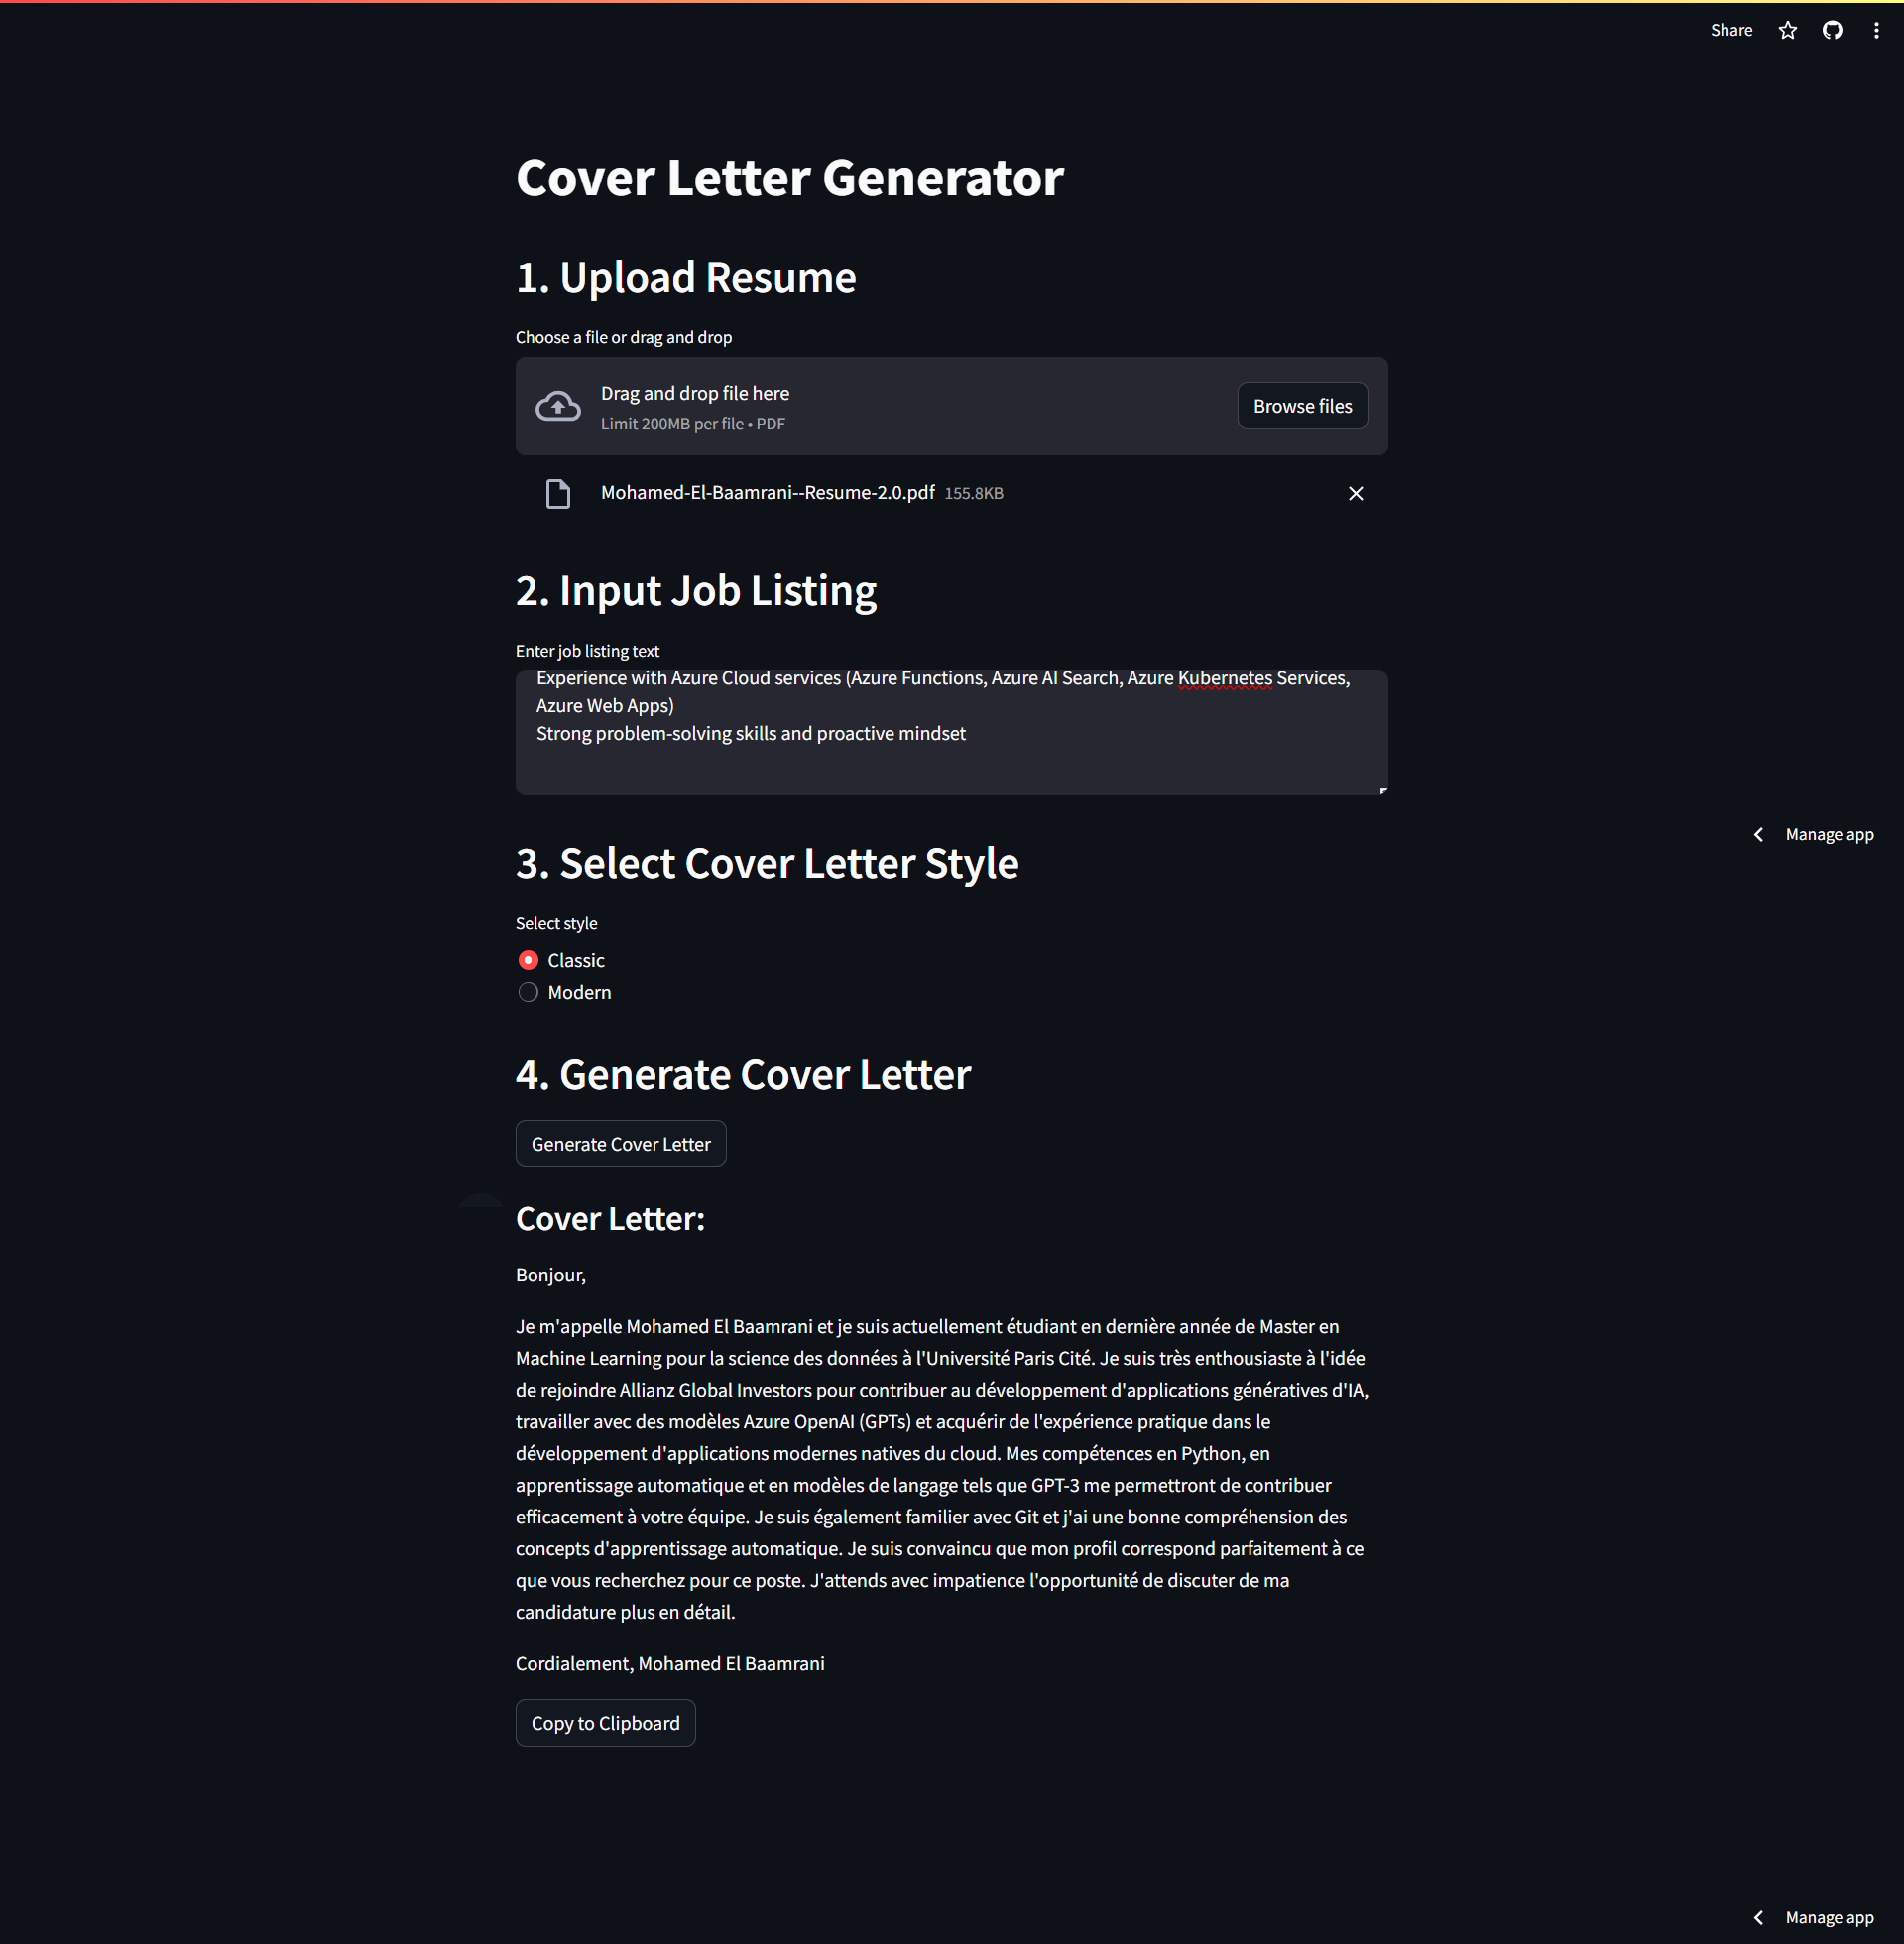 Share
Cover Letter Generator
1. Upload Resume
Choose a file or drag and drop
Drag and drop file here
Limit 200MB per file • PDF
Browse files
Mohamed-El-Baamrani--Resume-2.0.pdf 155.8KB
2. Input Job Listing
Enter job listing text
Experience with Azure Cloud services (Azure Functions, Azure AI Search, Azure Kubernetes Services,
Azure Web Apps)
Strong problem-solving skills and proactive mindset
Manage app
3. Select Cover Letter Style
Select style
Classic
Modern
4. Generate Cover Letter
Generate Cover Letter
Cover Letter:
Bonjour,
Je m'appelle Mohamed El Baamrani et je suis actuellement étudiant en dernière année de Master en
Machine Learning pour la science des données à l'Université Paris Cité. Je suis très enthousiaste à l'idée
de rejoindre Allianz Global Investors pour contribuer au développement d'applications génératives d'IA,
travailler avec des modèles Azure OpenAI (GPTs) et acquérir de l'expérience pratique dans le
développement d'applications modernes natives du cloud. Mes compétences en Python, en
apprentissage automatique et en modèles de langage tels que GPT-3 me permettront de contribuer
efficacement à votre équipe. Je suis également familier avec Git et j'ai une bonne compréhension des
concepts d'apprentissage automatique. Je suis convaincu que mon profil correspond parfaitement à ce
que vous recherchez pour ce poste. J'attends avec impatience l'opportunité de discuter de ma
candidature plus en détail.
Cordialement, Mohamed El Baamrani
Copy to Clipboard
Manage app